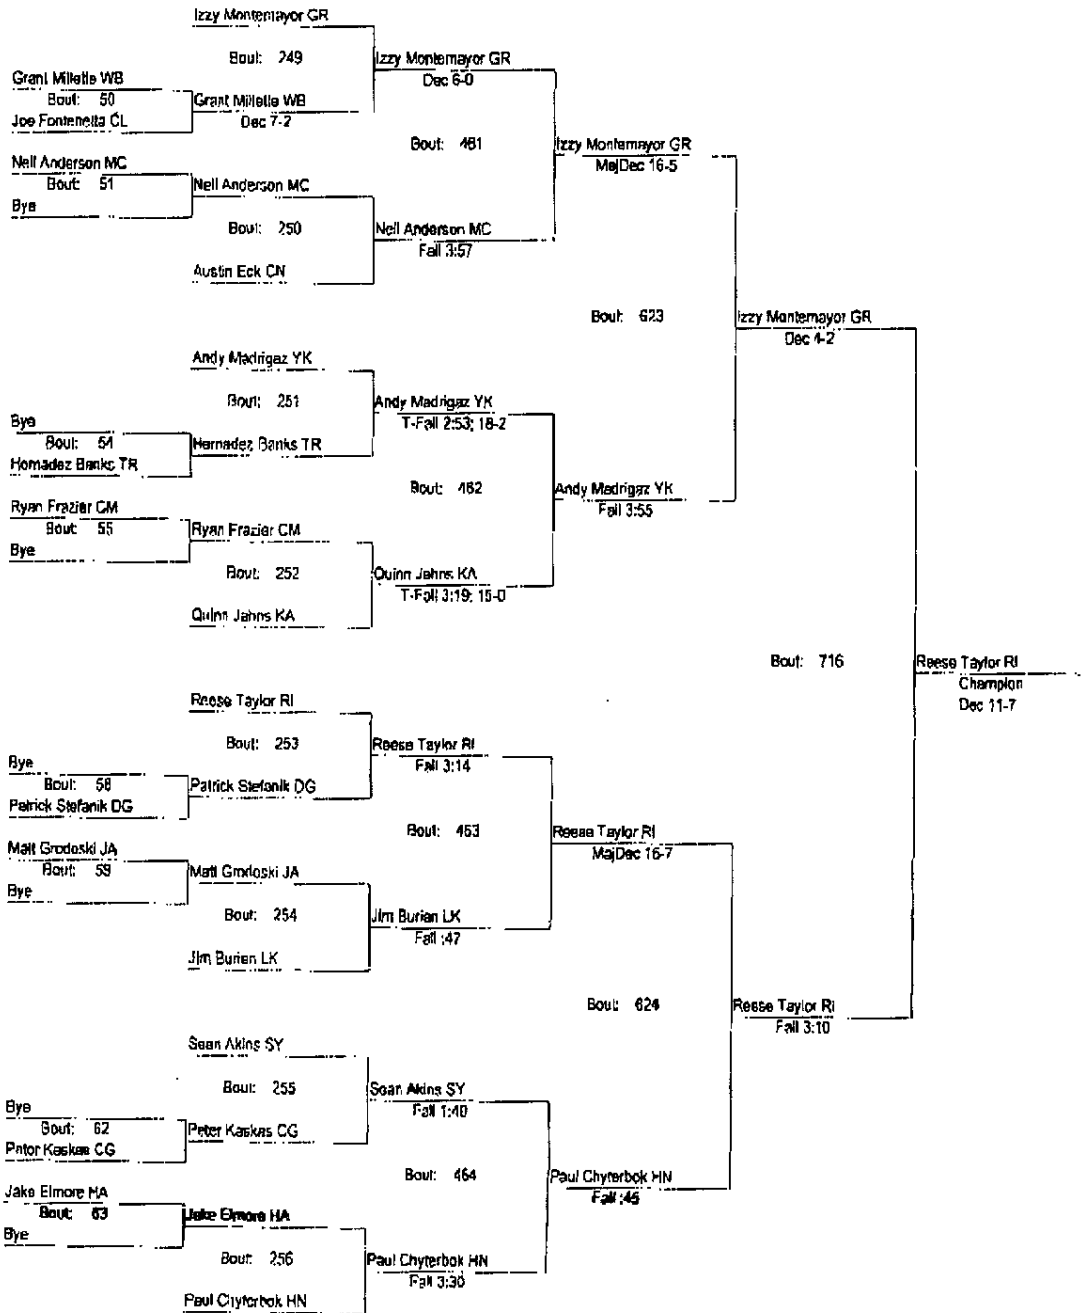 Izzy Montemayor GR
Bout: 249
Izzy Montemayor GR
Dec 6-0
Grant Millette WB
Bout: 50
Joe Fontenetta CL
Grant Millette WB
Dec 7-2
Bout: 461
Izzy Montemayor GR
MajDec 16-5
Neil Anderson MC
Bout: 51
Bye
Neil Anderson MC
Bout: 250
Neil Anderson MC
Fall 3:57
Austin Eck CN
Bout: 623
Izzy Montemayor GR
Dec 4-2
Andy Madrigaz YK
Bout: 251
Andy Madrigaz YK
T-Fall 2:53; 18-2
Bye
Bout: 54
Hernadez Banks TR
Hernadez Banks TR
Bout: 462
Andy Madrigaz YK
Fall 3:55
Ryan Frazier CM
Bout: 55
Bye
Ryan Frazier CM
Bout: 252
Quinn Jahns KA
T-Fall 3:19; 15-0
Quinn Jahns KA
Bout: 716
Reese Taylor RI
Champion
Dec 11-7
Reese Taylor RI
Bout: 253
Reese Taylor RI
Fall 3:14
Bye
Bout: 58
Patrick Stefanik DG
Patrick Stefanik DG
Bout: 463
Reese Taylor RI
MajDec 16-7
Matt Grodoski JA
Bout: 59
Bye
Matt Grodoski JA
Bout: 254
Jim Burian LK
Fall :47
Jim Burian LK
Bout: 624
Reese Taylor RI
Fall 3:10
Sean Akins SY
Bout: 255
Sean Akins SY
Fall 1:40
Bye
Bout: 62
Peter Kaskas CG
Peter Kaskas CG
Bout: 464
Paul Chyterbok HN
Fall :45
Jake Elmore HA
Bout: 63
Bye
Jake Elmore HA
Bout: 256
Paul Chyterbok HN
Fall 3:30
Paul Chyterbok HN